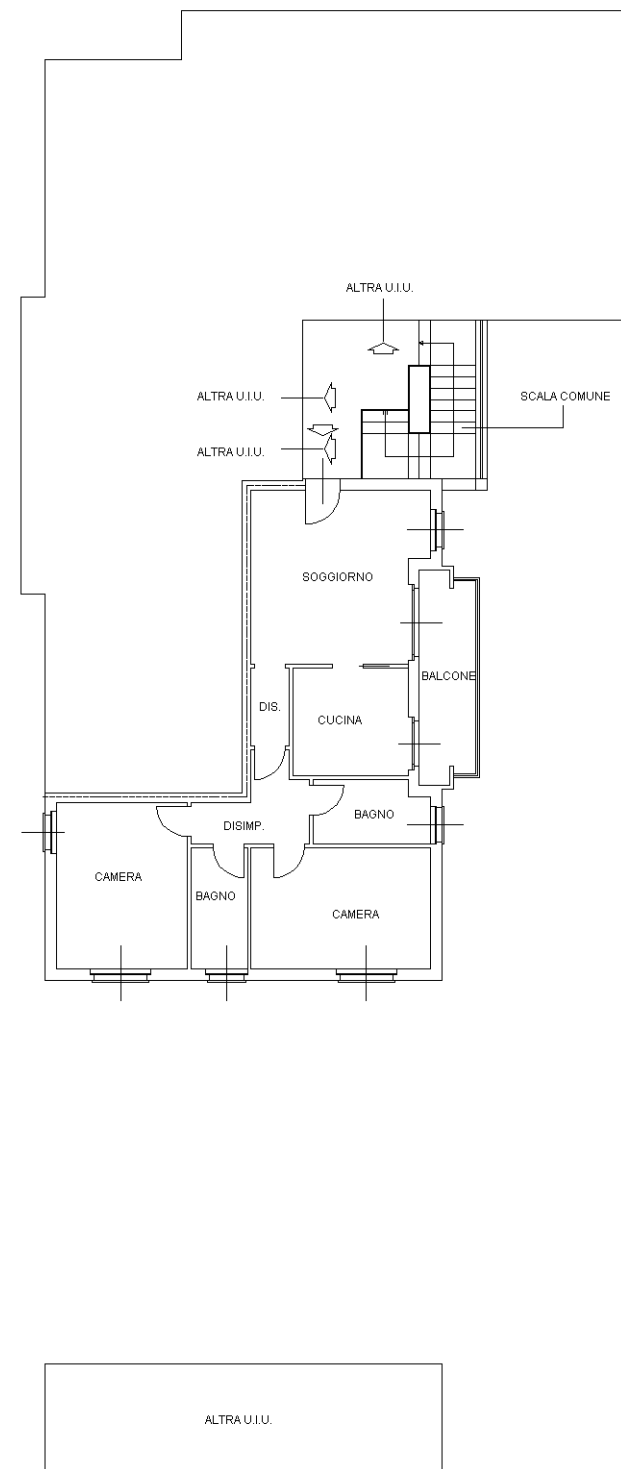 ALTRA U.I.U.
ALTRA U.I.U.
SCALA COMUNE
ALTRA U.I.U.
SOGGIORNO
BALCONE
DIS.
CUCINA
BAGNO
DISIMP.
CAMERA
BAGNO
CAMERA
ALTRA U.I.U.